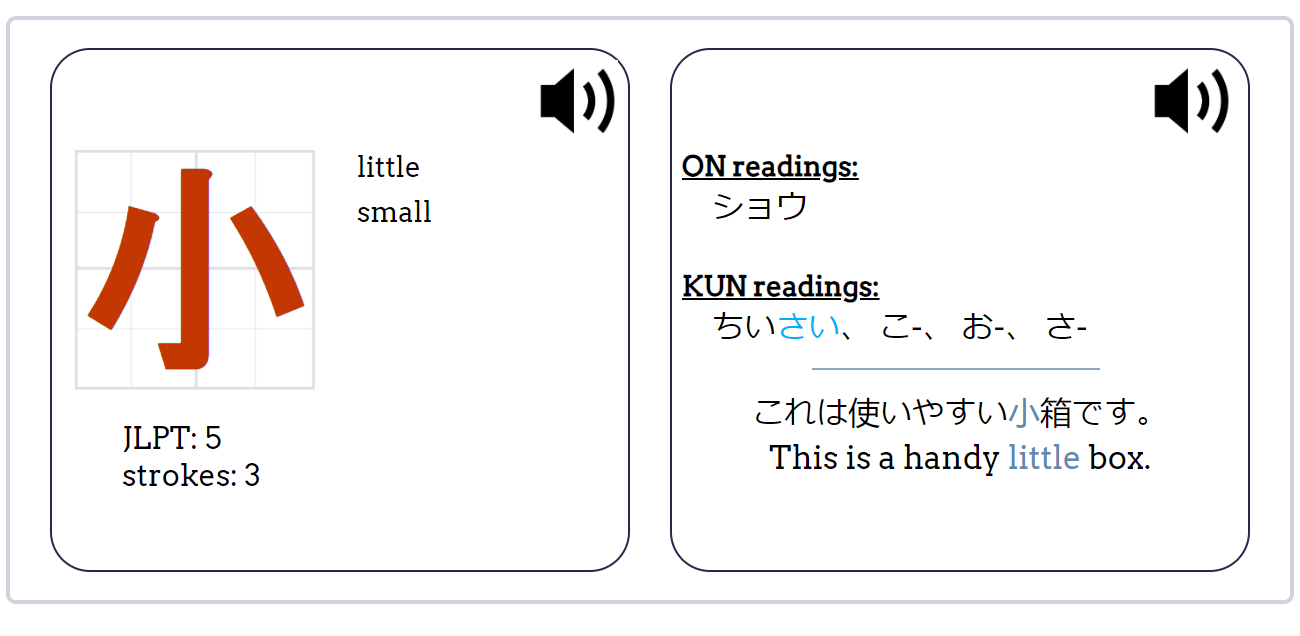 小
little
small
JLPT: 5
strokes: 3
ON readings:
ショウ
KUN readings:
ちいさい、 こ-、 お-、 さ-
これは使いやすい小箱です。
This is a handy little box.